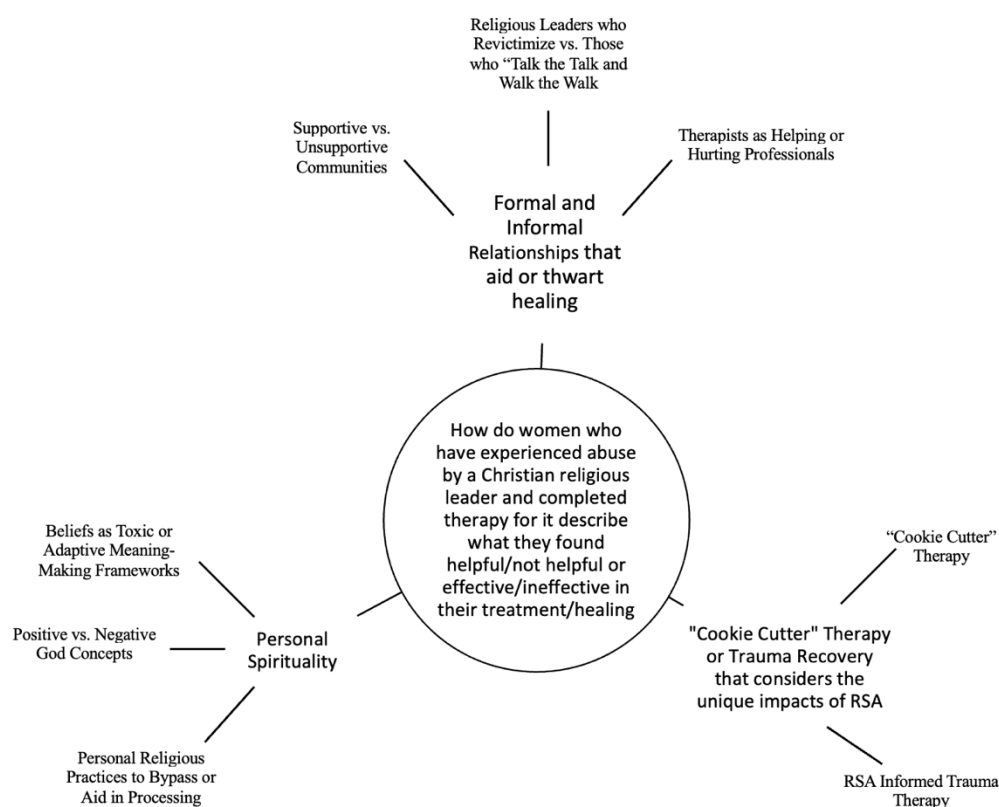 Religious Leaders who
Revictimize vs. Those
who “Talk the Talk and
Walk the Walk
Supportive vs.
Unsupportive
Communities
Therapists as Helping or
Hurting Professionals
Formal and
Informal
Relationships that
aid or thwart
healing
How do women who
have experienced abuse
by a Christian religious
leader and completed
therapy for it describe
what they found
helpful/not helpful or
effective/ineffective in
their treatment/healing
Beliefs as Toxic or
Adaptive Meaning-
Making Frameworks
Positive vs. Negative
God Concepts
Personal
Spirituality
Personal Religious
Practices to Bypass or
Aid in Processing
“Cookie Cutter”
Therapy
"Cookie Cutter" Therapy
or Trauma Recovery
that considers the
unique impacts of RSA
RSA Informed Trauma
Therapy